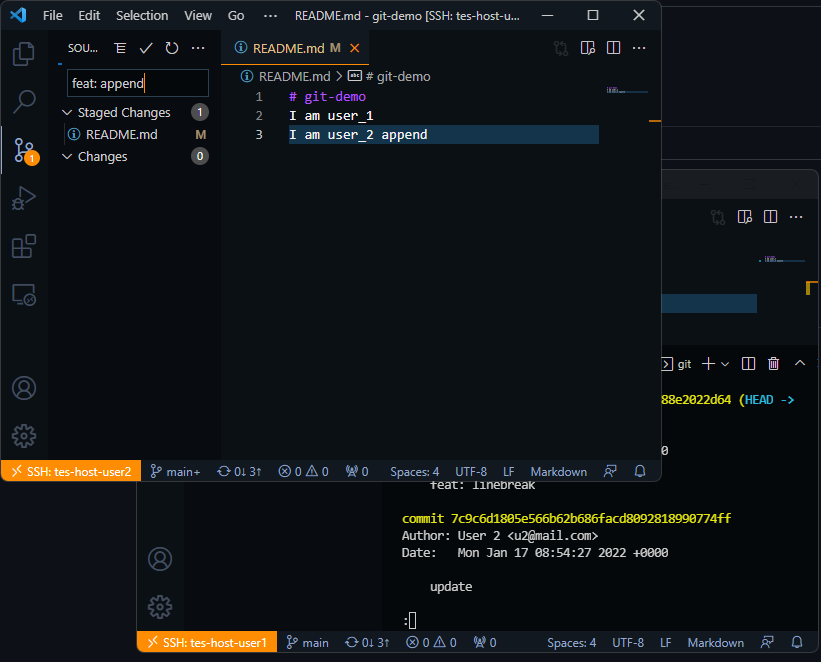 File Edit Selection View Go ··· README.md - git-demo [SSH: tes-host-u...
SOU...
README.md M
feat: append
README.md > # git-demo
Staged Changes 1
README.md M
Changes 0
1
1 # git-demo
2 I am user_1
3 I am user_2 append
SSH: tes-host-user2 main+ 0↓ 3↑ 0 0 0 Spaces: 4 UTF-8 LF Markdown
git
88e2022d64 (HEAD ->
0
feat: linebreak
commit 7c9c6d1805e566b62b686facd8092818990774ff
Author: User 2 <u2@mail.com>
Date: Mon Jan 17 08:54:27 2022 +0000
update
:
SSH: tes-host-user1 main 0↓ 3↑ 0 0 0 Spaces: 4 UTF-8 LF Markdown